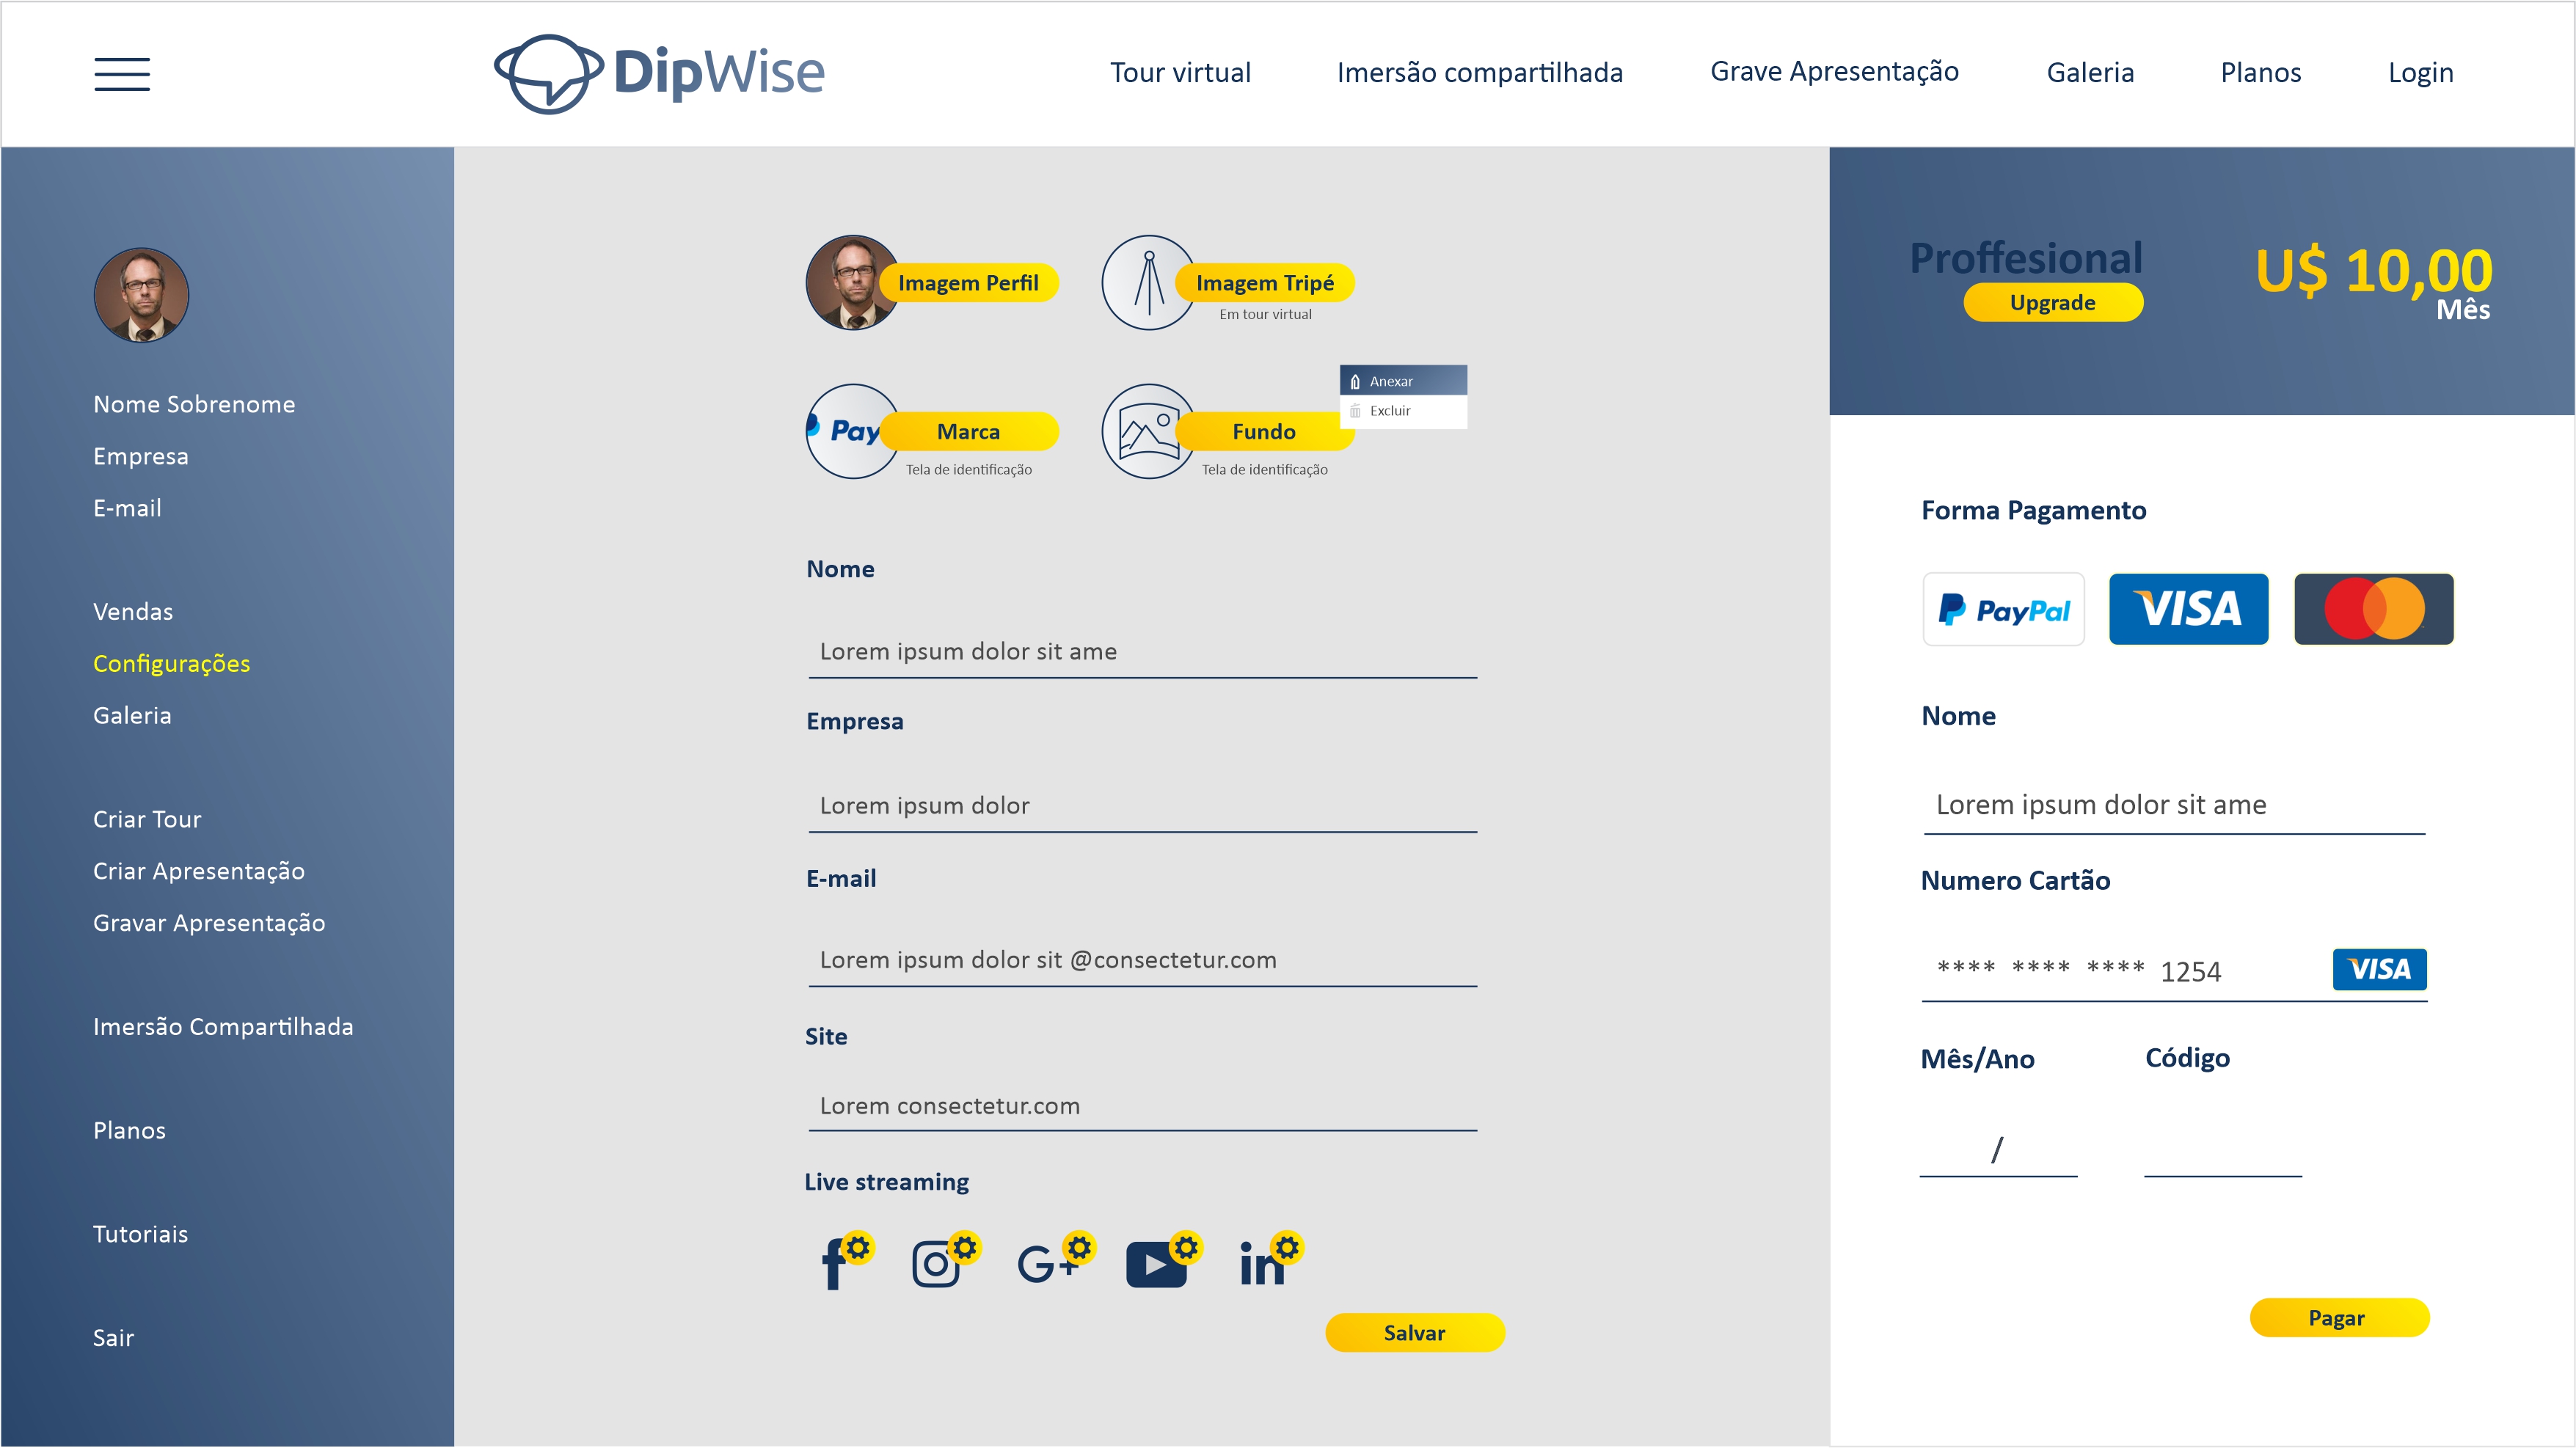 DipWise
Tour virtual
Imersão compartilhada
Grave Apresentação
Galeria
Planos
Login
Nome Sobrenome
Empresa
E-mail
Vendas
Configurações
Galeria
Criar Tour
Criar Apresentação
Gravar Apresentação
Imersão Compartilhada
Planos
Tutoriais
Sair
Imagem Perfil
Imagem Tripé
Em tour virtual
Pay
Marca
Tela de identificação
Fundo
Tela de identificação
Anexar
Excluir
Nome
Lorem ipsum dolor sit ame
Empresa
Lorem ipsum dolor
E-mail
Lorem ipsum dolor sit @consectetur.com
Site
Lorem consectetur.com
Live streaming
f
G+
in
Salvar
Proffesional
Upgrade
U$ 10,00
Mês
Forma Pagamento
PayPal
VISA
Nome
Lorem ipsum dolor sit ame
Numero Cartão
**** **** **** 1254
VISA
Mês/Ano
Código
/
Pagar